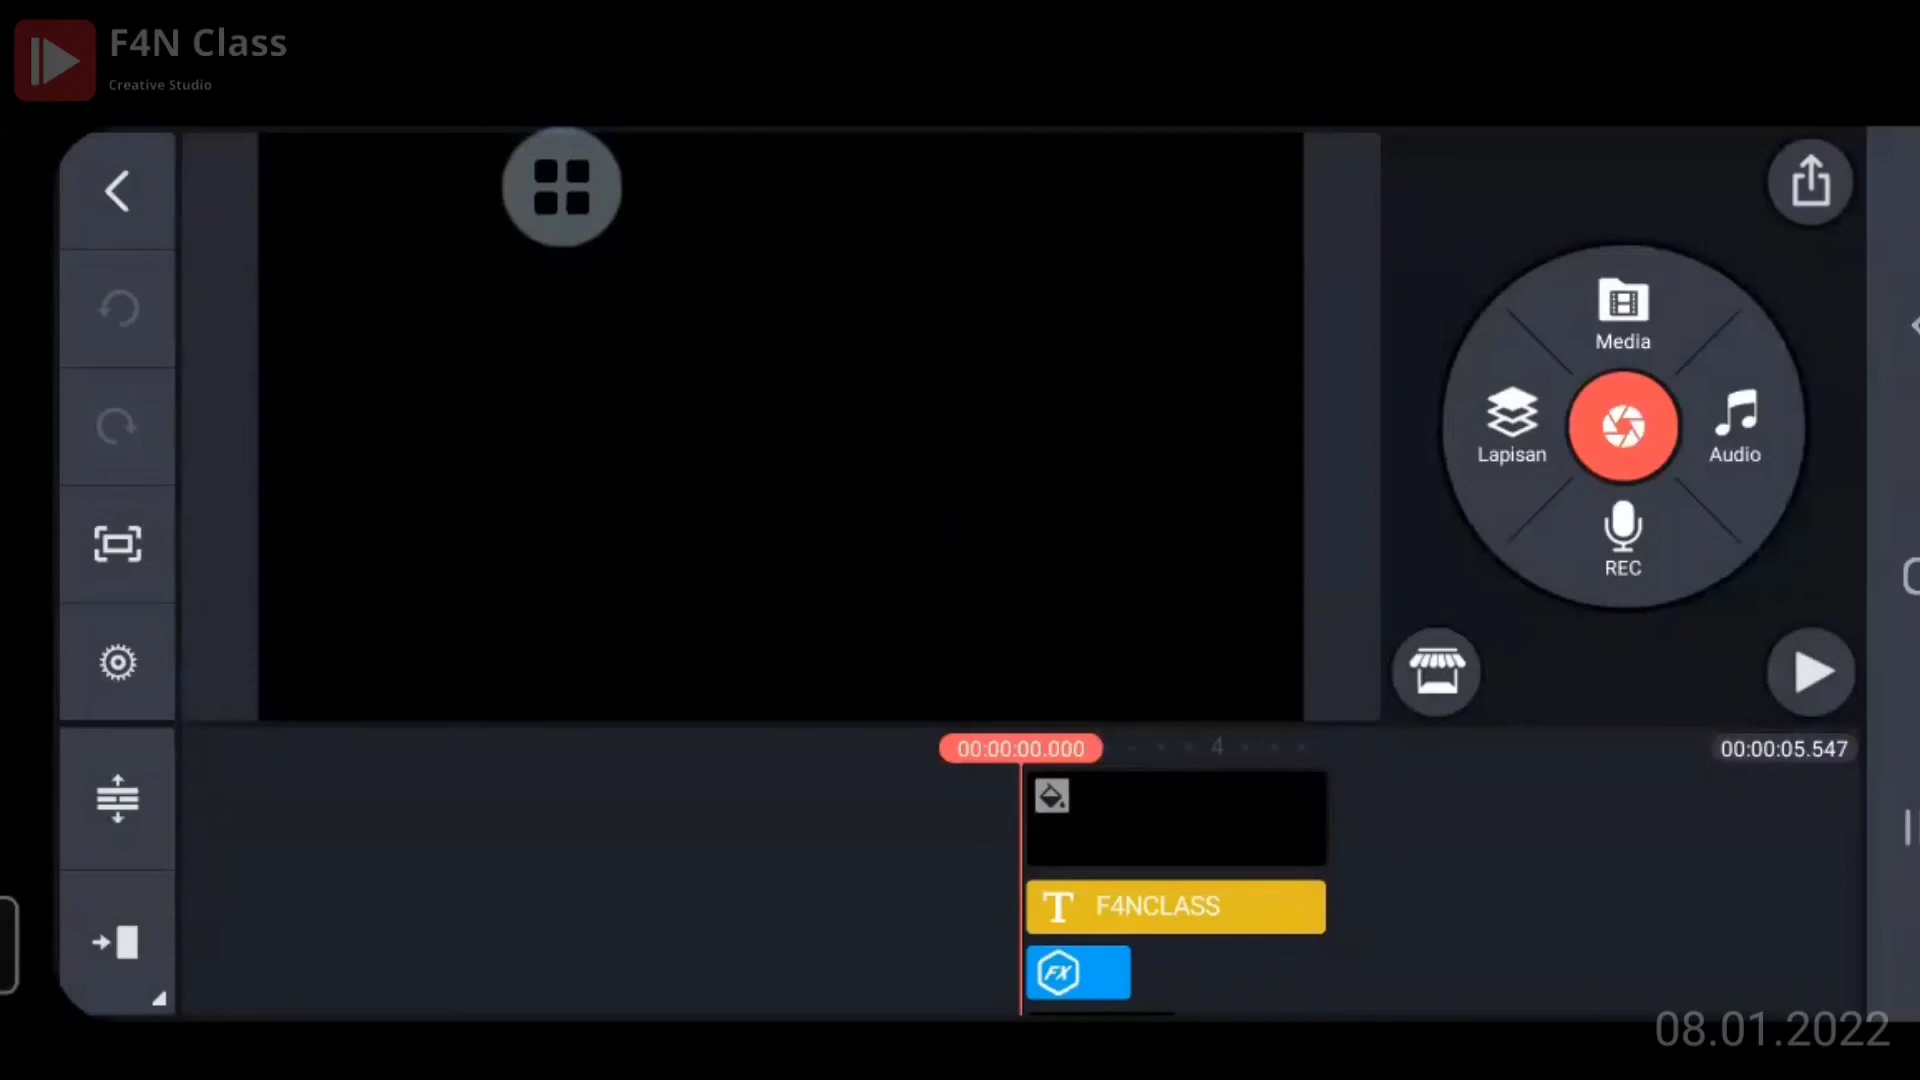 F4N Class
Creative Studio
Media
Lapisan
Audio
REC
00:00:00.000
4
00:00:05.547
T F4NCLASS
FX
08.01.2022